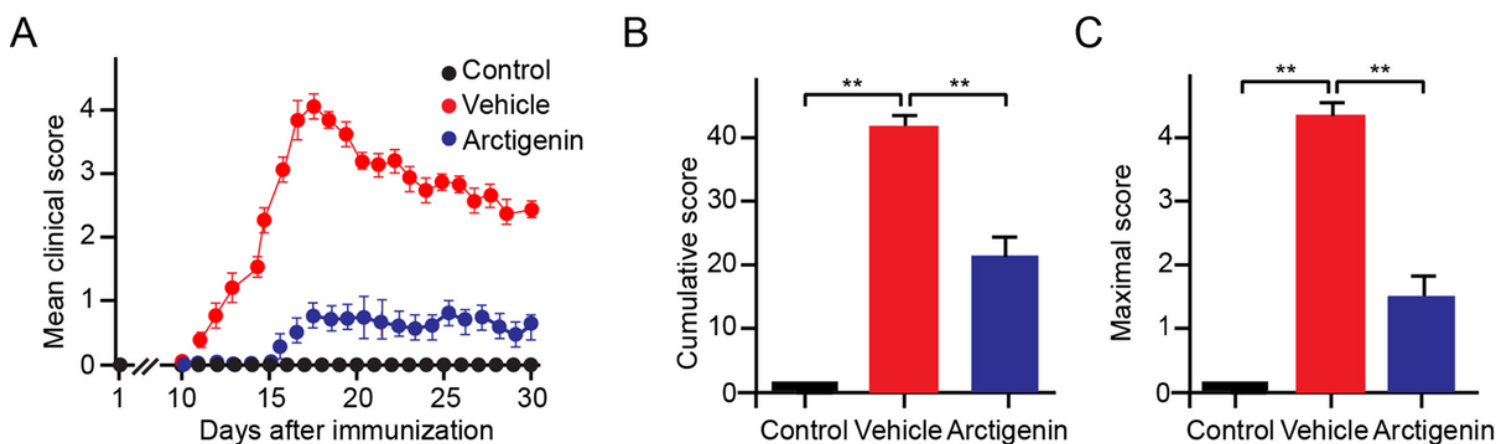 A
Mean clinical score
4
3
2
1
0
Control
Vehicle
Arctigenin
1 10 15 20 25 30
Days after immunization
B
Cumulative score
40
30
20
10
0
** **
Control Vehicle Arctigenin
C
Maximal score
4
3
2
1
0
** **
Control Vehicle Arctigenin